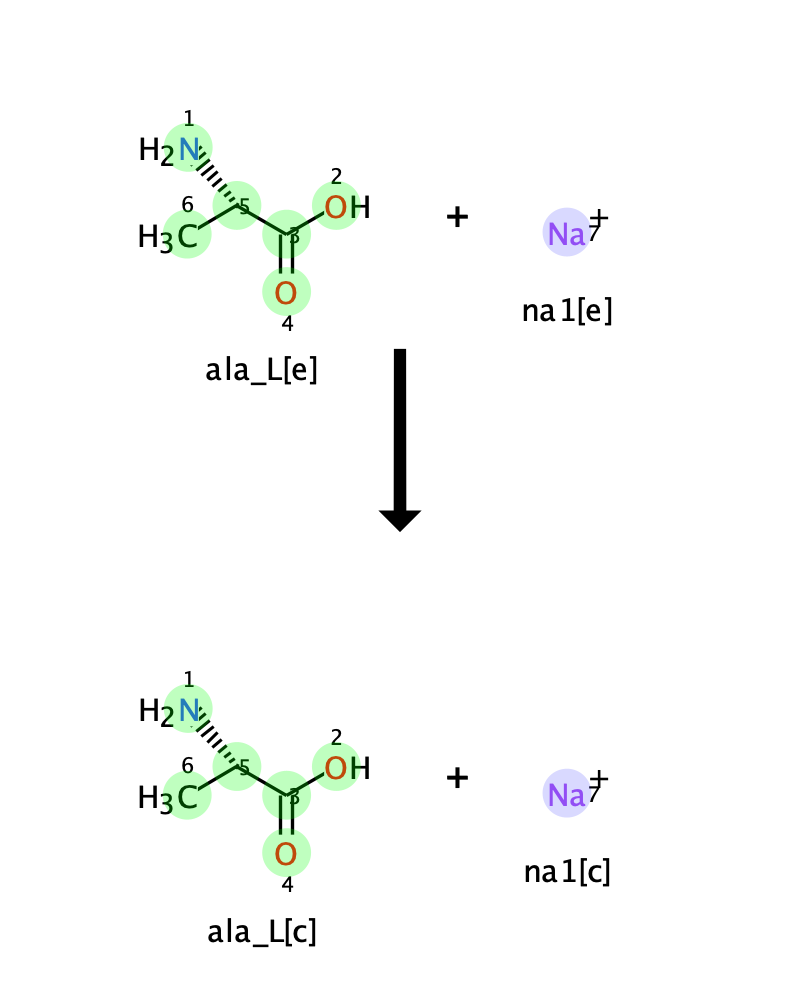 1
H2N
6 5 2
H3C 3 OH + Na+ 7
O
4
na1[e]
ala_L[e]
1
H2N
6 5 2
H3C 3 OH + Na+ 7
O
4
na1[c]
ala_L[c]